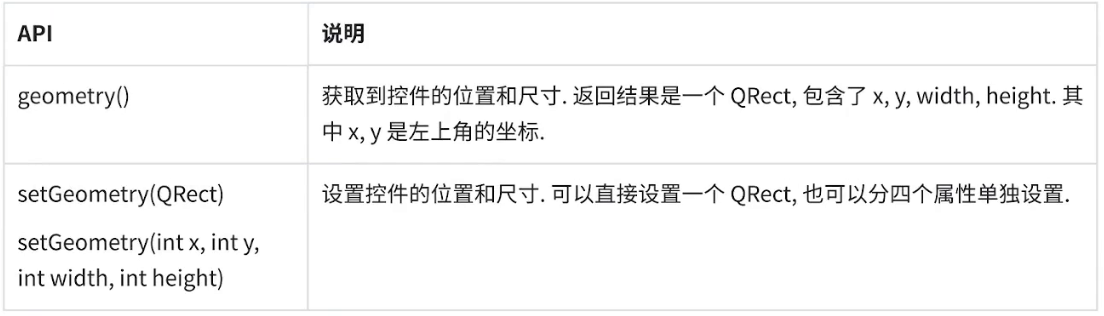 API
说明
geometry()
获取到控件的位置和尺寸. 返回结果是一个 QRect, 包含了 x, y, width, height. 其
中 x, y 是左上角的坐标.
setGeometry(QRect)
设置控件的位置和尺寸. 可以直接设置一个 QRect, 也可以分四个属性单独设置.
setGeometry(int x, int y,
int width, int height)